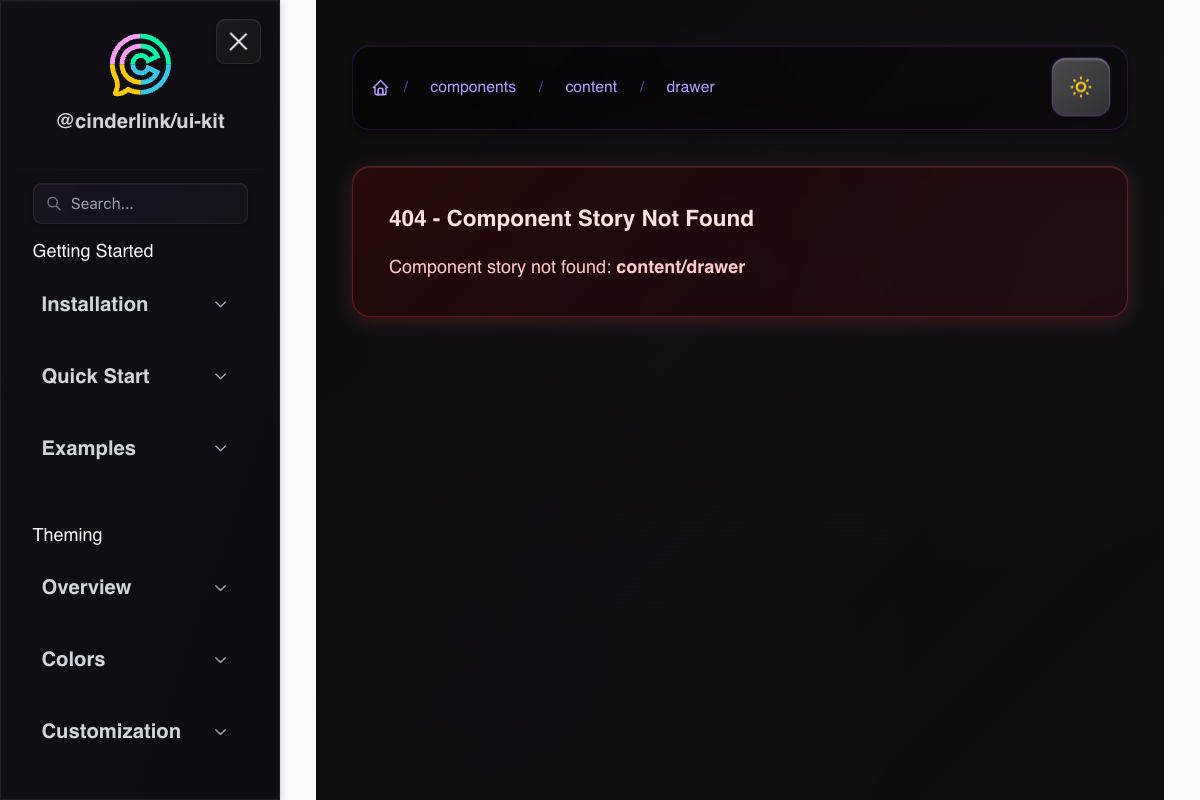 @cinderlink/ui-kit
Search...
Getting Started
Installation
Quick Start
Examples
Theming
Overview
Colors
Customization
/ components / content / drawer
404 - Component Story Not Found
Component story not found: content/drawer